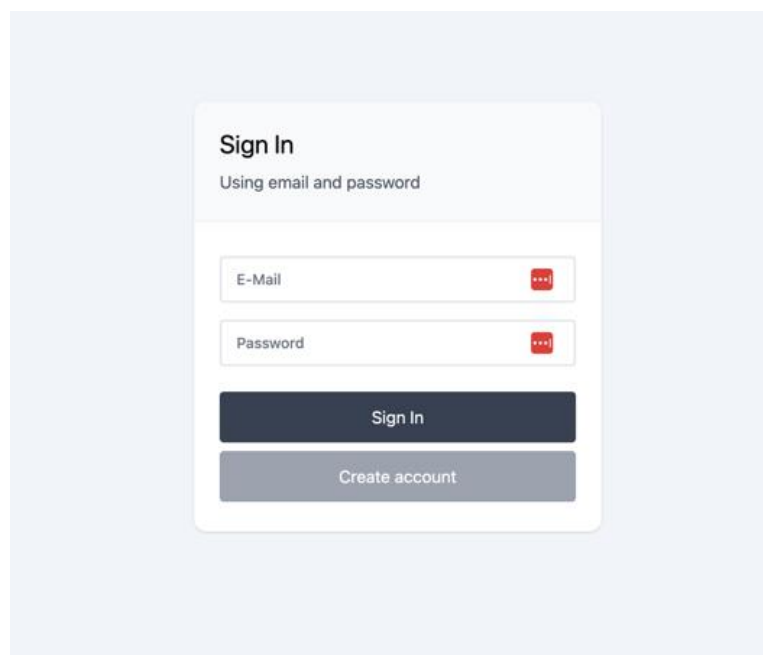 Sign In
Using email and password
E-Mail
Password
Sign In
Create account